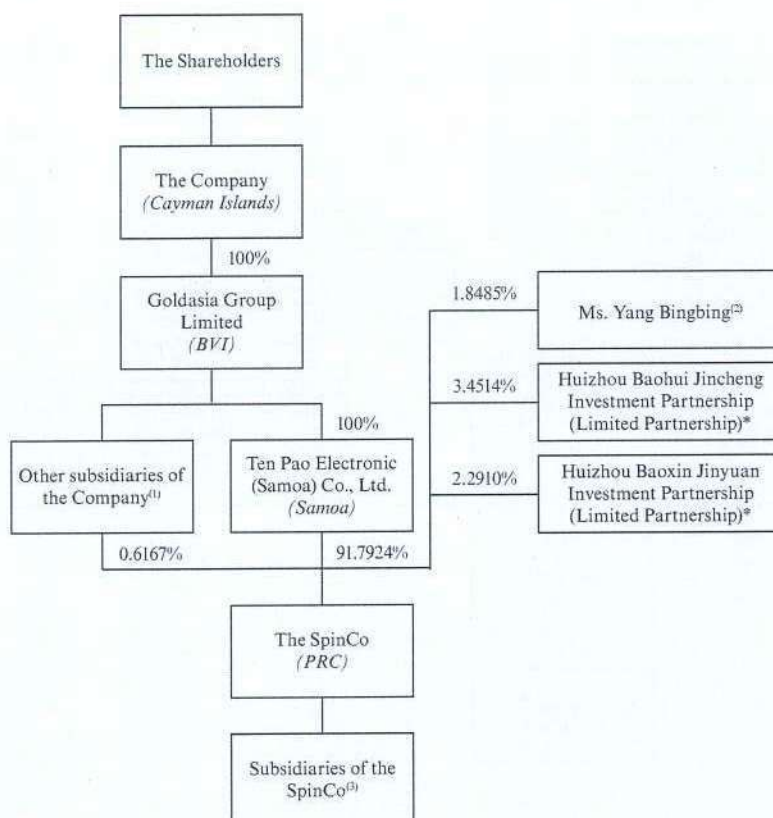 The Shareholders
The Company
(Cayman Islands)
100%
Goldasia Group
Limited
(BVI)
1.8485%
Ms. Yang Bingbing(2)
3.4514%
Huizhou Baohui Jincheng
Investment Partnership
(Limited Partnership)*
100%
Other subsidiaries of
the Company(1)
Ten Pao Electronic
(Samoa) Co., Ltd.
(Samoa)
2.2910%
Huizhou Baoxin Jinyuan
Investment Partnership
(Limited Partnership)*
0.6167%
91.7924%
The SpinCo
(PRC)
Subsidiaries of the
SpinCo(3)